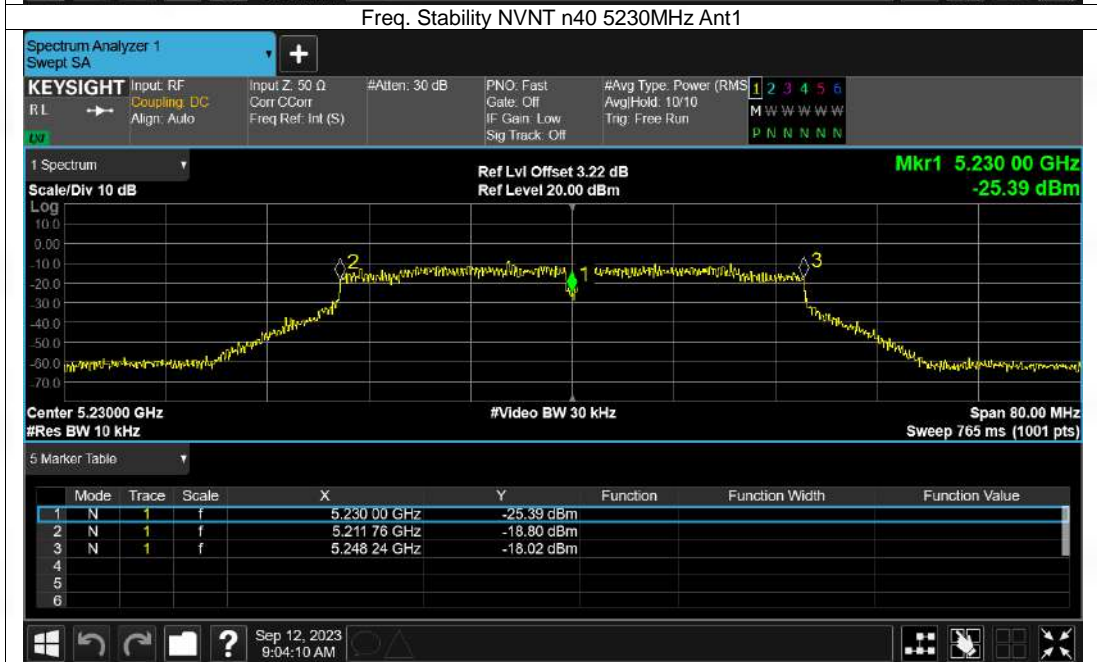 Freq. Stability NVNT n40 5230MHz Ant1
Spectrum Analyzer 1
Swept SA
+
KEYSIGHT Input: RF Input Z: 50 Ω #Atten: 30 dB PNO: Fast #Avg Type: Power (RMS 1 2 3 4 5 6
RL Coupling: DC Corr CCorr Gate: Off Avg|Hold: 10/10 M W W W W W
Align: Auto Freq Ref: Int (S) IF Gain: Low Trig: Free Run
LXI Sig Track: Off P N N N N N
1 Spectrum Ref Lvl Offset 3.22 dB Mkr1 5.230 00 GHz
Scale/Div 10 dB Ref Level 20.00 dBm -25.39 dBm
Log
10.0
0.00
-10.0 2 3
-20.0 1
-30.0
-40.0
-50.0
-60.0
-70.0
Center 5.23000 GHz #Video BW 30 kHz Span 80.00 MHz
#Res BW 10 kHz Sweep 765 ms (1001 pts)
5 Marker Table
Mode Trace Scale X Y Function Function Width Function Value
1 N 1 f 5.230 00 GHz -25.39 dBm
2 N 1 f 5.211 76 GHz -18.80 dBm
3 N 1 f 5.248 24 GHz -18.02 dBm
4
5
6
? Sep 12, 2023
9:04:10 AM